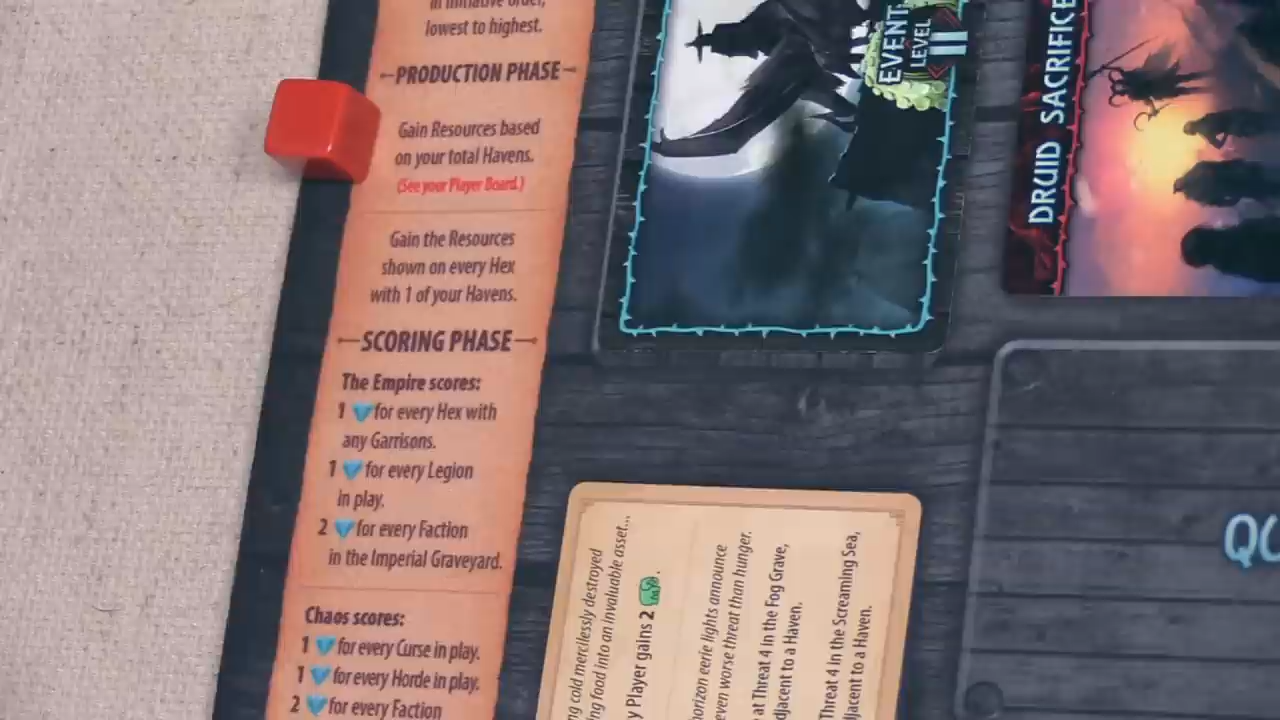 in initiative order,
lowest to highest.
PRODUCTION PHASE
Gain Resources based
on your total Havens.
(See your Player Board.)
Gain the Resources
shown on every Hex
with 1 of your Havens.
SCORING PHASE
The Empire scores:
1 for every Hex with
any Garrisons.
1 for every Legion
in play.
2 for every Faction
in the Imperial Graveyard.
Chaos scores:
1 for every Curse in play.
1 for every Horde in play.
2 for every Faction
EVENT
LEVEL
II
DRUID SACRIFICE
cold mercilessly destroyed
food into an invaluable asset...
Player gains 2
horizon eerie lights announce
even worse threat than hunger.
at Threat 4 in the Fog Grave,
adjacent to a Haven.
Threat 4 in the Screaming Sea,
adjacent to a Haven.